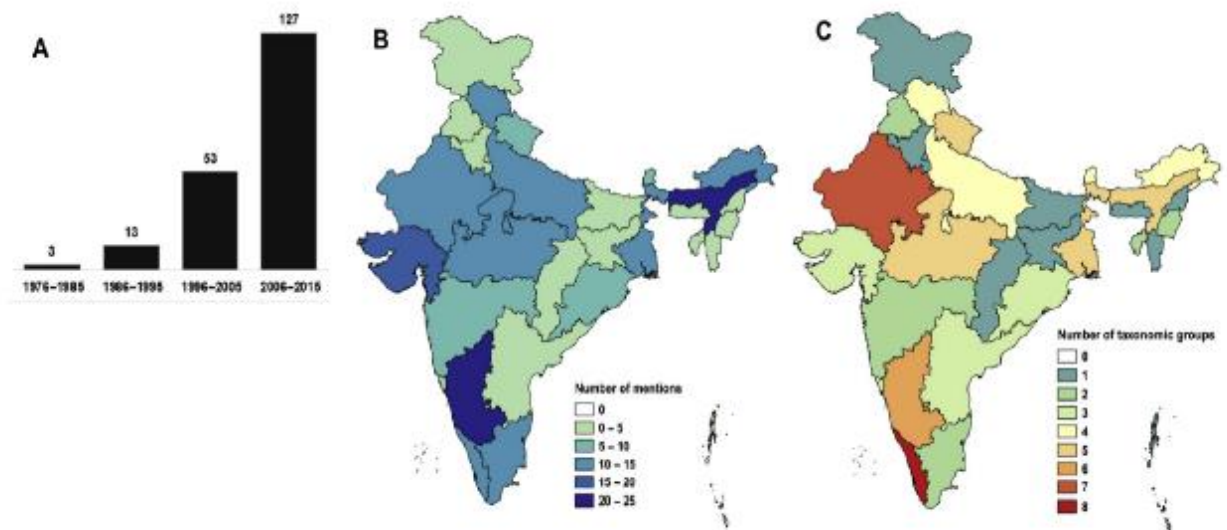 A
127
53
13
3
1976–1985
1986–1995
1996–2005
2006–2015
B
Number of mentions
0
0 – 5
5 – 10
10 – 15
15 – 20
20 – 25
C
Number of taxonomic groups
0
1
2
3
4
5
6
7
8